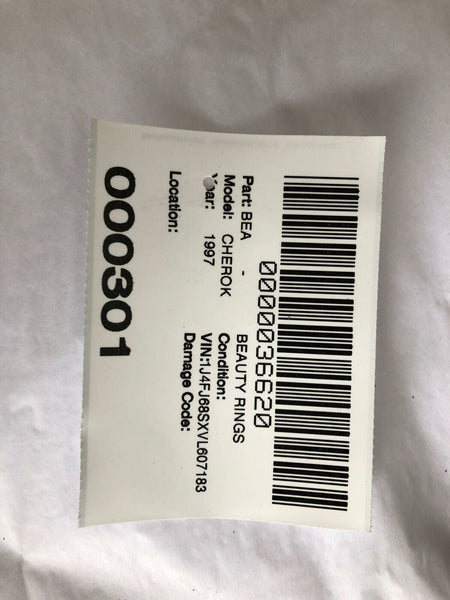 0000036620
Part: BEA - BEAUTY RINGS
Model: CHEROK Condition:
Year: 1997 VIN:1J4FJ68SXVL607183
Damage Code:
Location:
000301